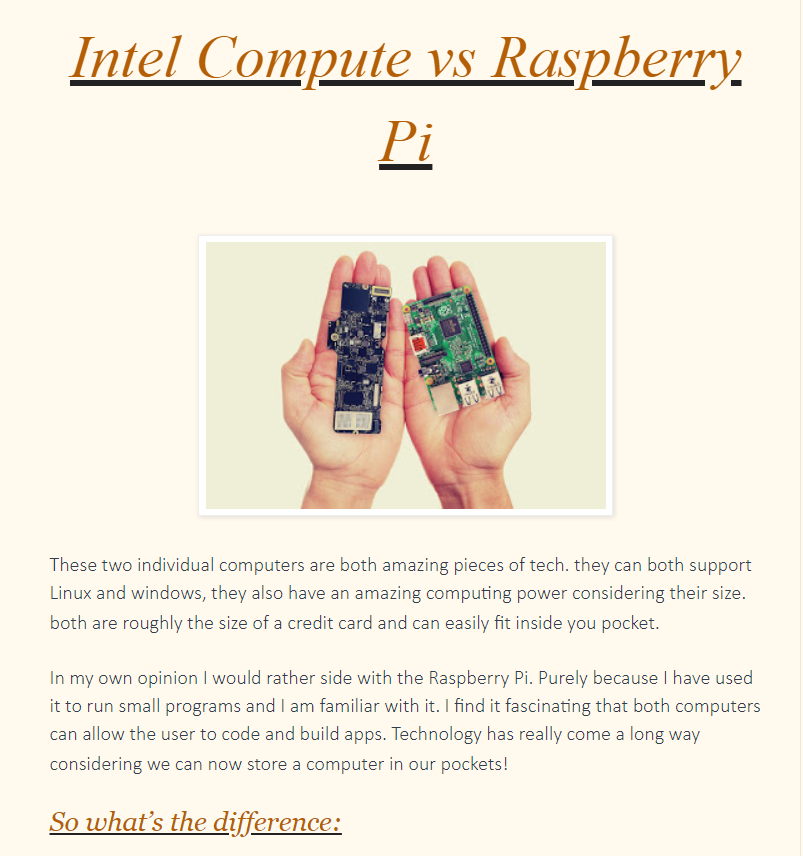 Intel Compute vs Raspberry
Pi
These two individual computers are both amazing pieces of tech. they can both support
Linux and windows, they also have an amazing computing power considering their size.
both are roughly the size of a credit card and can easily fit inside you pocket.
In my own opinion I would rather side with the Raspberry Pi. Purely because I have used
it to run small programs and I am familiar with it. I find it fascinating that both computers
can allow the user to code and build apps. Technology has really come a long way
considering we can now store a computer in our pockets!
So what’s the difference: